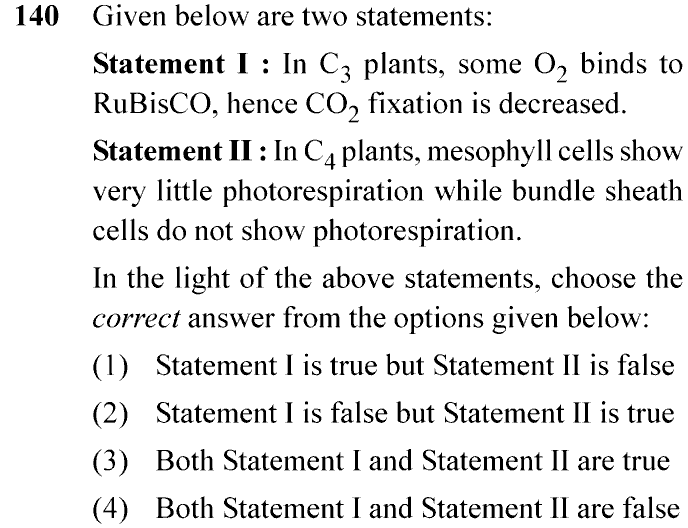 140 Given below are two statements:
Statement I : In C₃ plants, some O₂ binds to
RuBisCO, hence CO₂ fixation is decreased.
Statement II : In C₄ plants, mesophyll cells show
very little photorespiration while bundle sheath
cells do not show photorespiration.
In the light of the above statements, choose the
correct answer from the options given below:
(1) Statement I is true but Statement II is false
(2) Statement I is false but Statement II is true
(3) Both Statement I and Statement II are true
(4) Both Statement I and Statement II are false